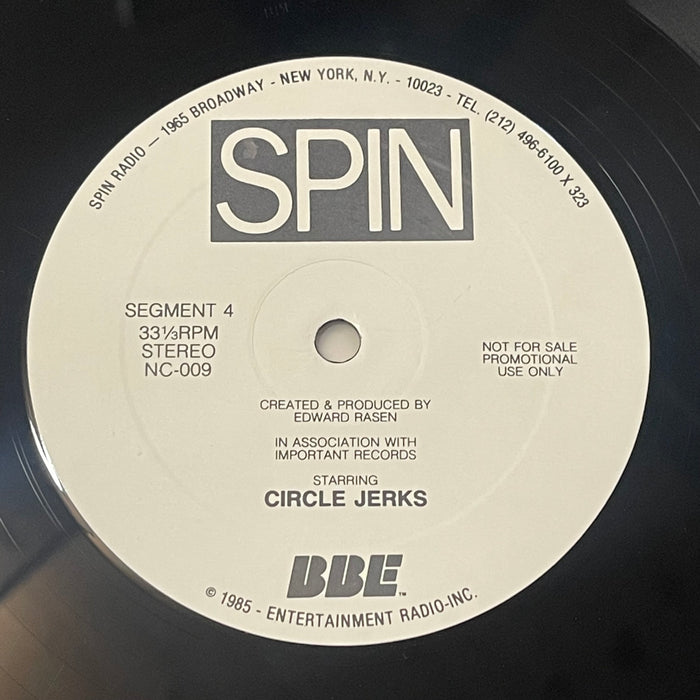 SPIN RADIO — 1965 BROADWAY - NEW YORK, N.Y. - 10023 - TEL. (212) 496-6100 X 323
SPIN
SEGMENT 4
33⅓RPM
STEREO
NC-009
NOT FOR SALE
PROMOTIONAL
USE ONLY
CREATED & PRODUCED BY
EDWARD RASEN
IN ASSOCIATION WITH
IMPORTANT RECORDS
STARRING
CIRCLE JERKS
BBE™
© 1985 - ENTERTAINMENT RADIO-INC.